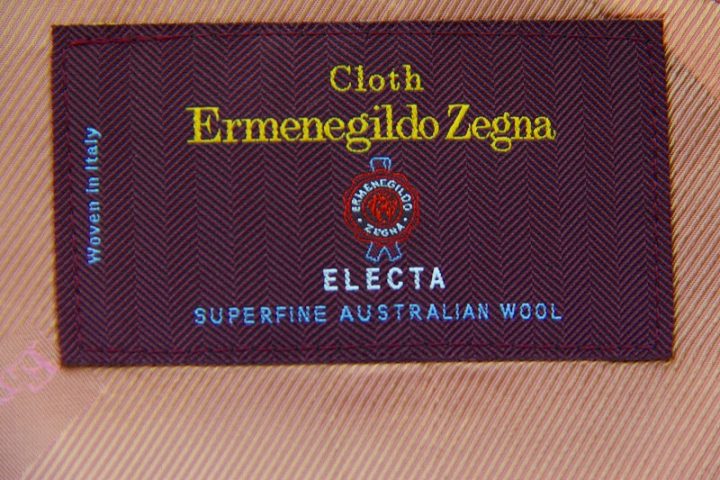 Cloth
Ermenegildo Zegna
Woven in Italy
ERMENEGILDO
ZEGNA
ELECTA
SUPERFINE AUSTRALIAN WOOL